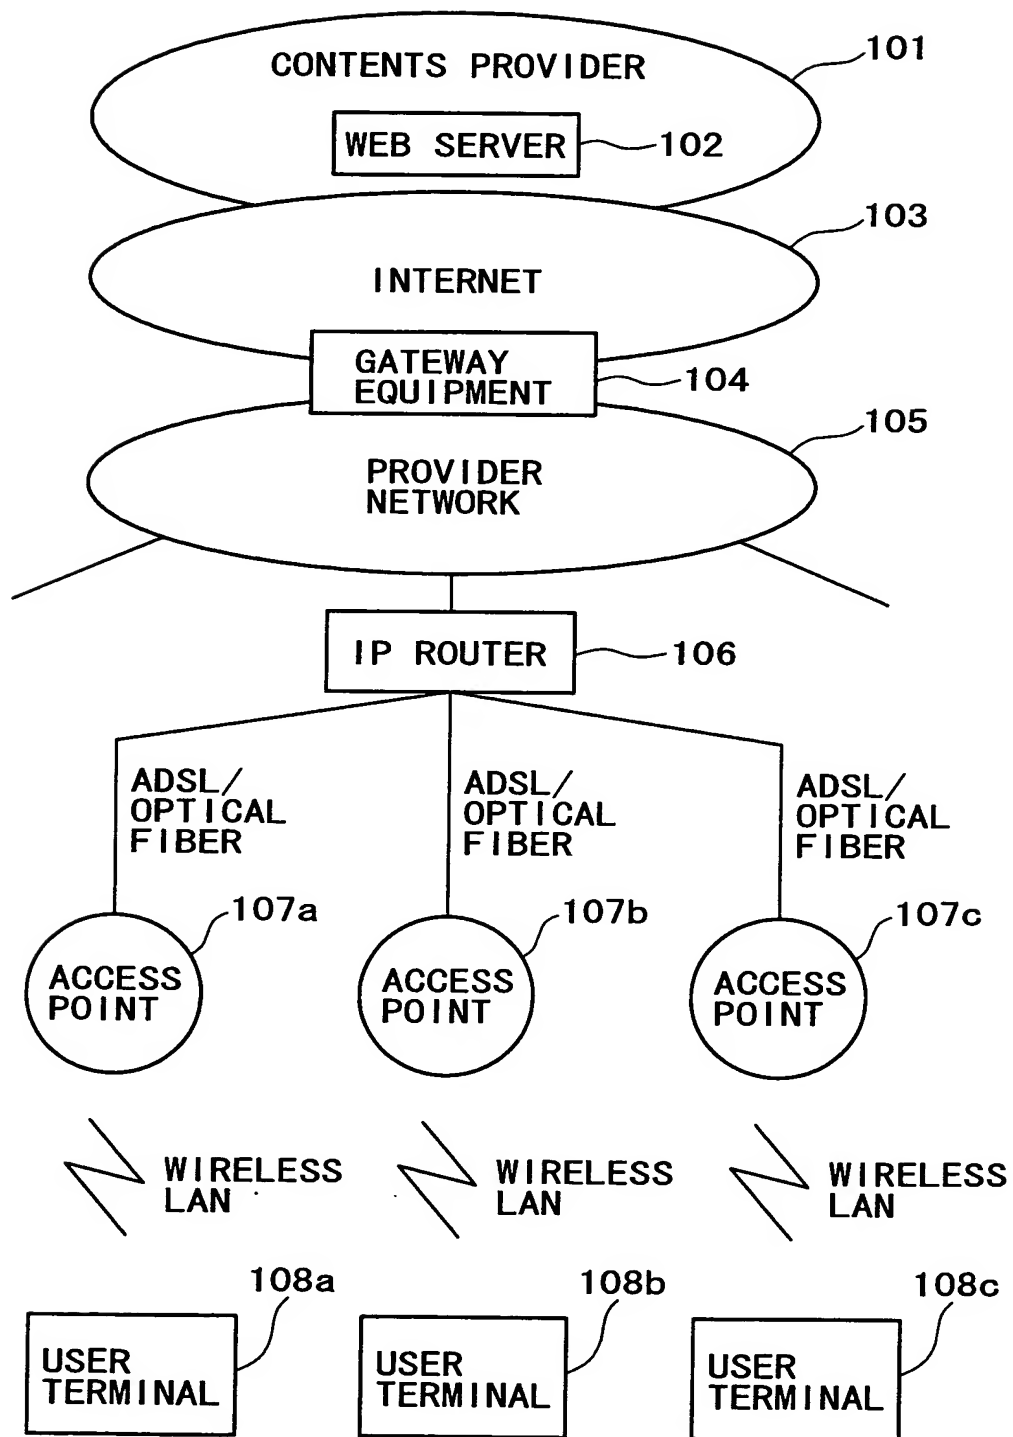 CONTENTS PROVIDER
101
WEB SERVER
102
103
INTERNET
GATEWAY
EQUIPMENT
104
105
PROVIDER
NETWORK
IP ROUTER
106
ADSL/
OPTICAL
FIBER
ADSL/
OPTICAL
FIBER
ADSL/
OPTICAL
FIBER
107a
107b
107c
ACCESS
POINT
ACCESS
POINT
ACCESS
POINT
WIRELESS
LAN
WIRELESS
LAN
WIRELESS
LAN
108a
108b
108c
USER
TERMINAL
USER
TERMINAL
USER
TERMINAL